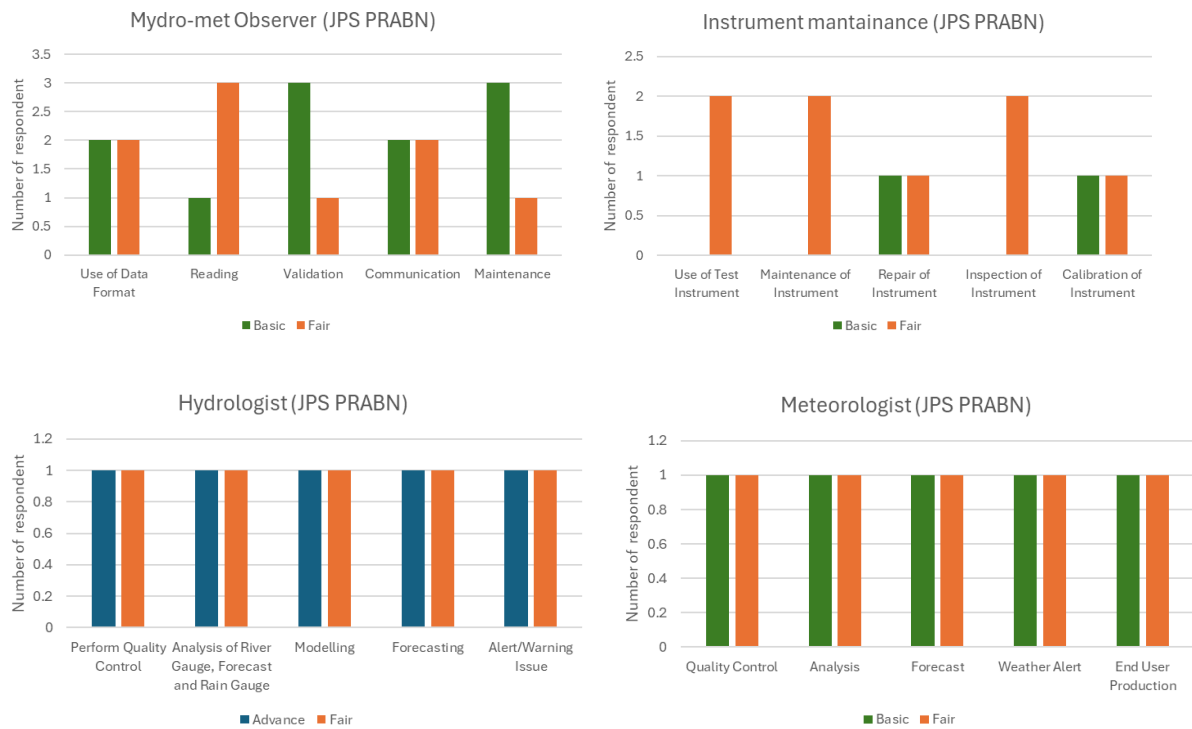 Mydro-met Observer (JPS PRABN)
Number of respondent
3.5
3
2.5
2
1.5
1
0.5
0
Use of Data
Format
Reading
Validation
Communication
Maintenance
Basic
Fair
Instrument mantainance (JPS PRABN)
Number of respondent
2.5
2
1.5
1
0.5
0
Use of Test
Instrument
Maintenance of
Instrument
Repair of
Instrument
Inspection of
Instrument
Calibration of
Instrument
Basic
Fair
Hydrologist (JPS PRABN)
Number of respondent
1.2
1
0.8
0.6
0.4
0.2
0
Perform Quality
Control
Analysis of River
Gauge, Forecast
and Rain Gauge
Modelling
Forecasting
Alert/Warning
Issue
Advance
Fair
Meteorologist (JPS PRABN)
Number of respondent
1.2
1
0.8
0.6
0.4
0.2
0
Quality Control
Analysis
Forecast
Weather Alert
End User
Production
Basic
Fair